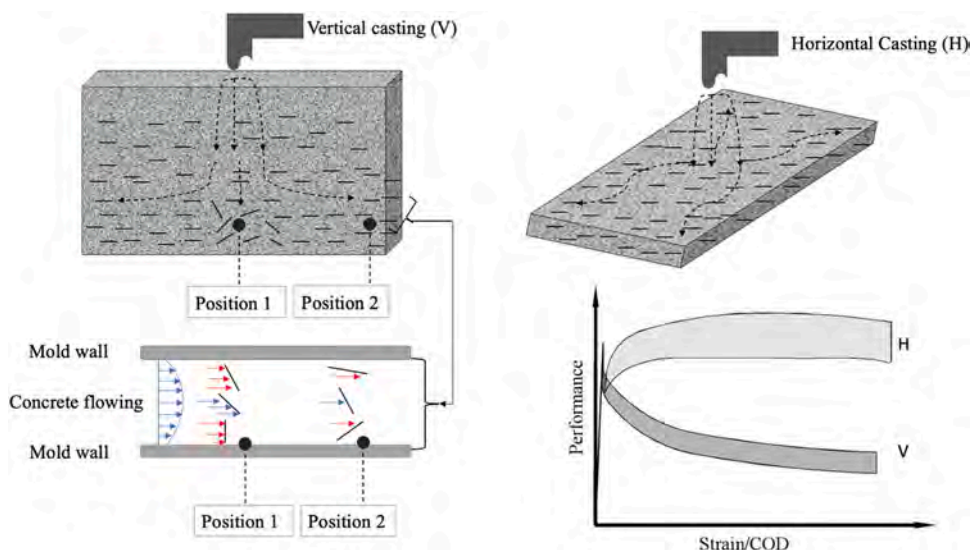 Vertical casting (V)
Horizontal Casting (H)
Position 1
Position 2
Mold wall
Concrete flowing
Mold wall
Position 1
Position 2
H
V
Performance
Strain/COD